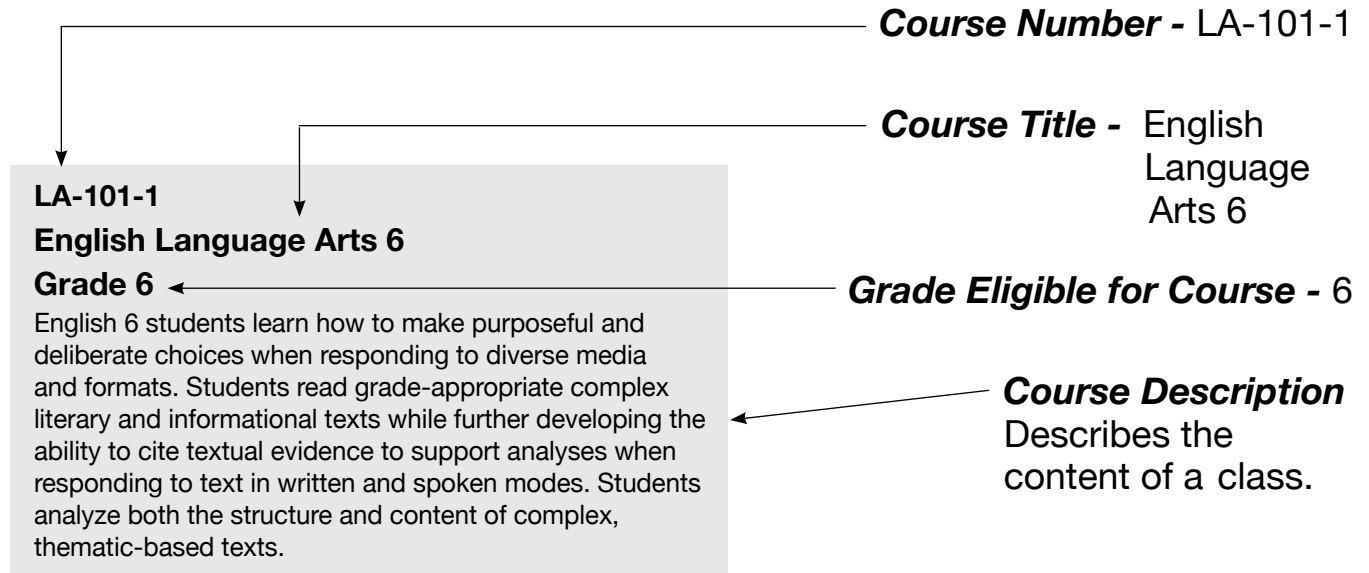 Course Number - LA-101-1
Course Title - English
Language
Arts 6
LA-101-1
English Language Arts 6
Grade 6
Grade Eligible for Course - 6
English 6 students learn how to make purposeful and
deliberate choices when responding to diverse media
and formats. Students read grade-appropriate complex
literary and informational texts while further developing the
ability to cite textual evidence to support analyses when
responding to text in written and spoken modes. Students
analyze both the structure and content of complex,
thematic-based texts.
Course Description
Describes the
content of a class.